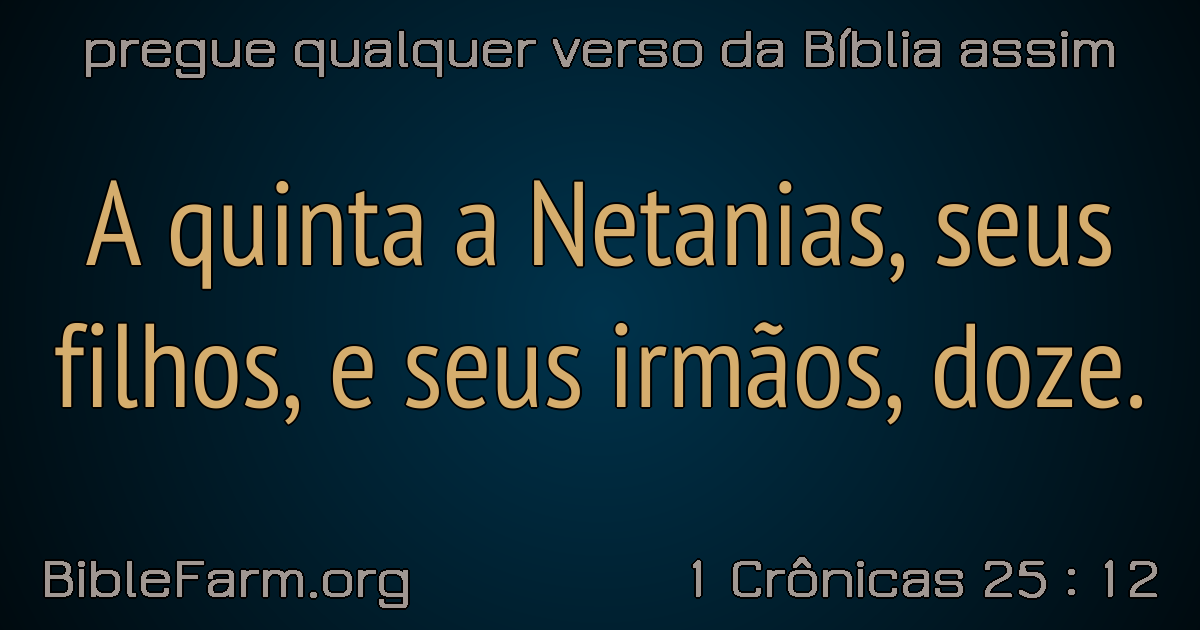 pregue qualquer verso da Bíblia assim
A quinta a Netanias, seus
filhos, e seus irmãos, doze.
BibleFarm.org
1 Crônicas 25 : 12